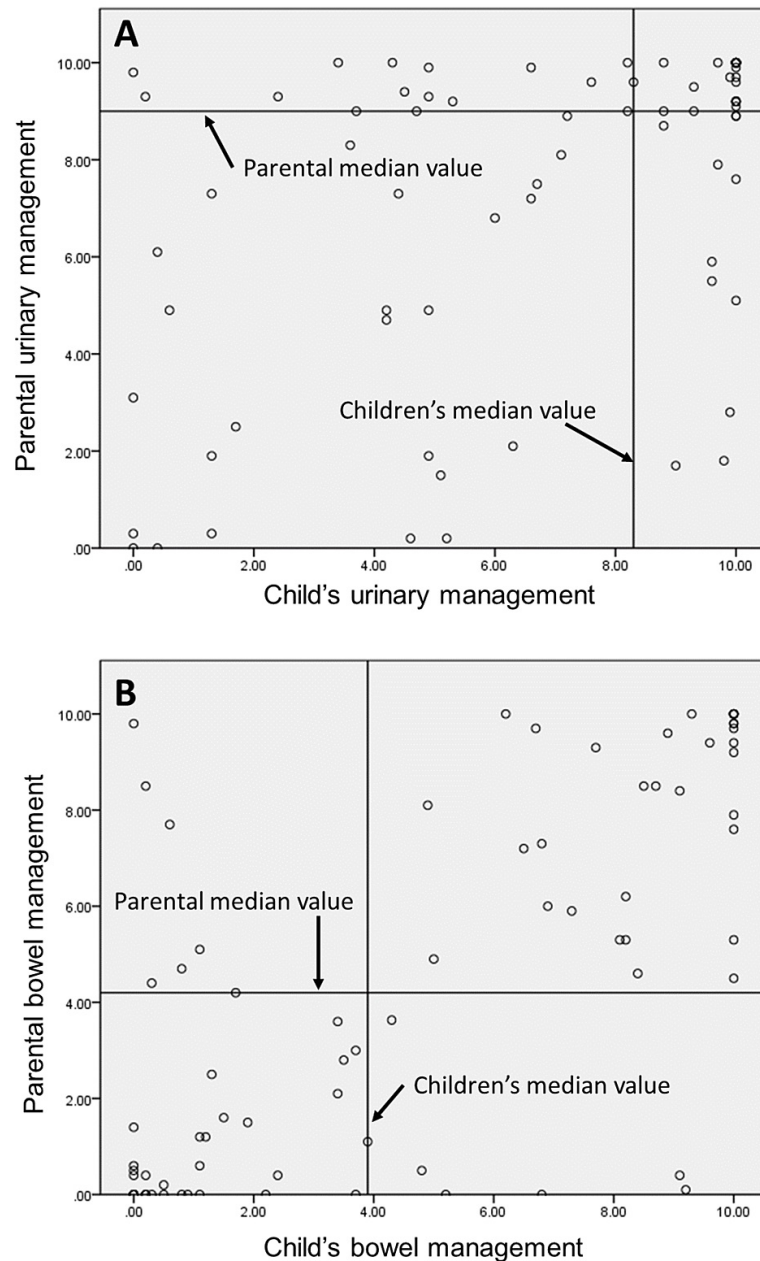 A
10.00
8.00
6.00
4.00
2.00
.00
Parental urinary management
Parental median value
Children's median value
.00 2.00 4.00 6.00 8.00 10.00
Child's urinary management
B
10.00
8.00
6.00
4.00
2.00
.00
Parental bowel management
Parental median value
Children's median value
.00 2.00 4.00 6.00 8.00 10.00
Child's bowel management